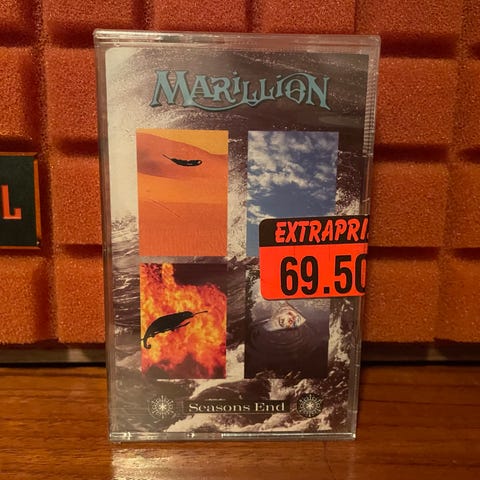 MARILLION
L
EXTRAPRI
69.50
Seasons End